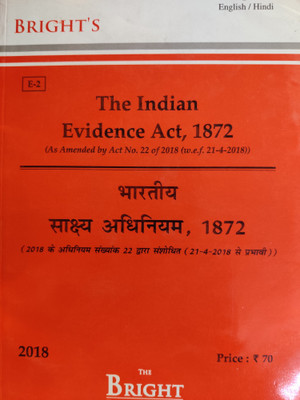 English / Hindi
BRIGHT'S
E-2
The Indian
Evidence Act, 1872
(As Amended by Act No. 22 of 2018 (w.e.f. 21-4-2018))
भारतीय
साक्ष्य अधिनियम, 1872
(2018 के अधिनियम संख्यांक 22 द्वारा संशोधित (21-4-2018 से प्रभावी))
2018
Price : ₹ 70
THE
BRIGHT